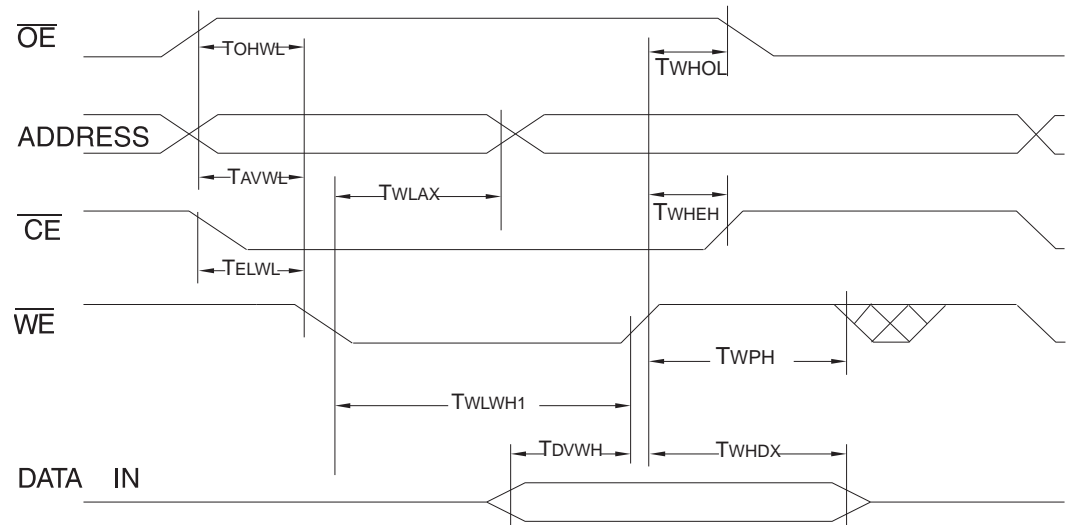 OE
TOHWL
TWHOL
ADDRESS
TAVWL
TWLAX
TWHEH
CE
TELWL
WE
TWPH
TWLWH1
TDVWH
TWHDX
DATA IN